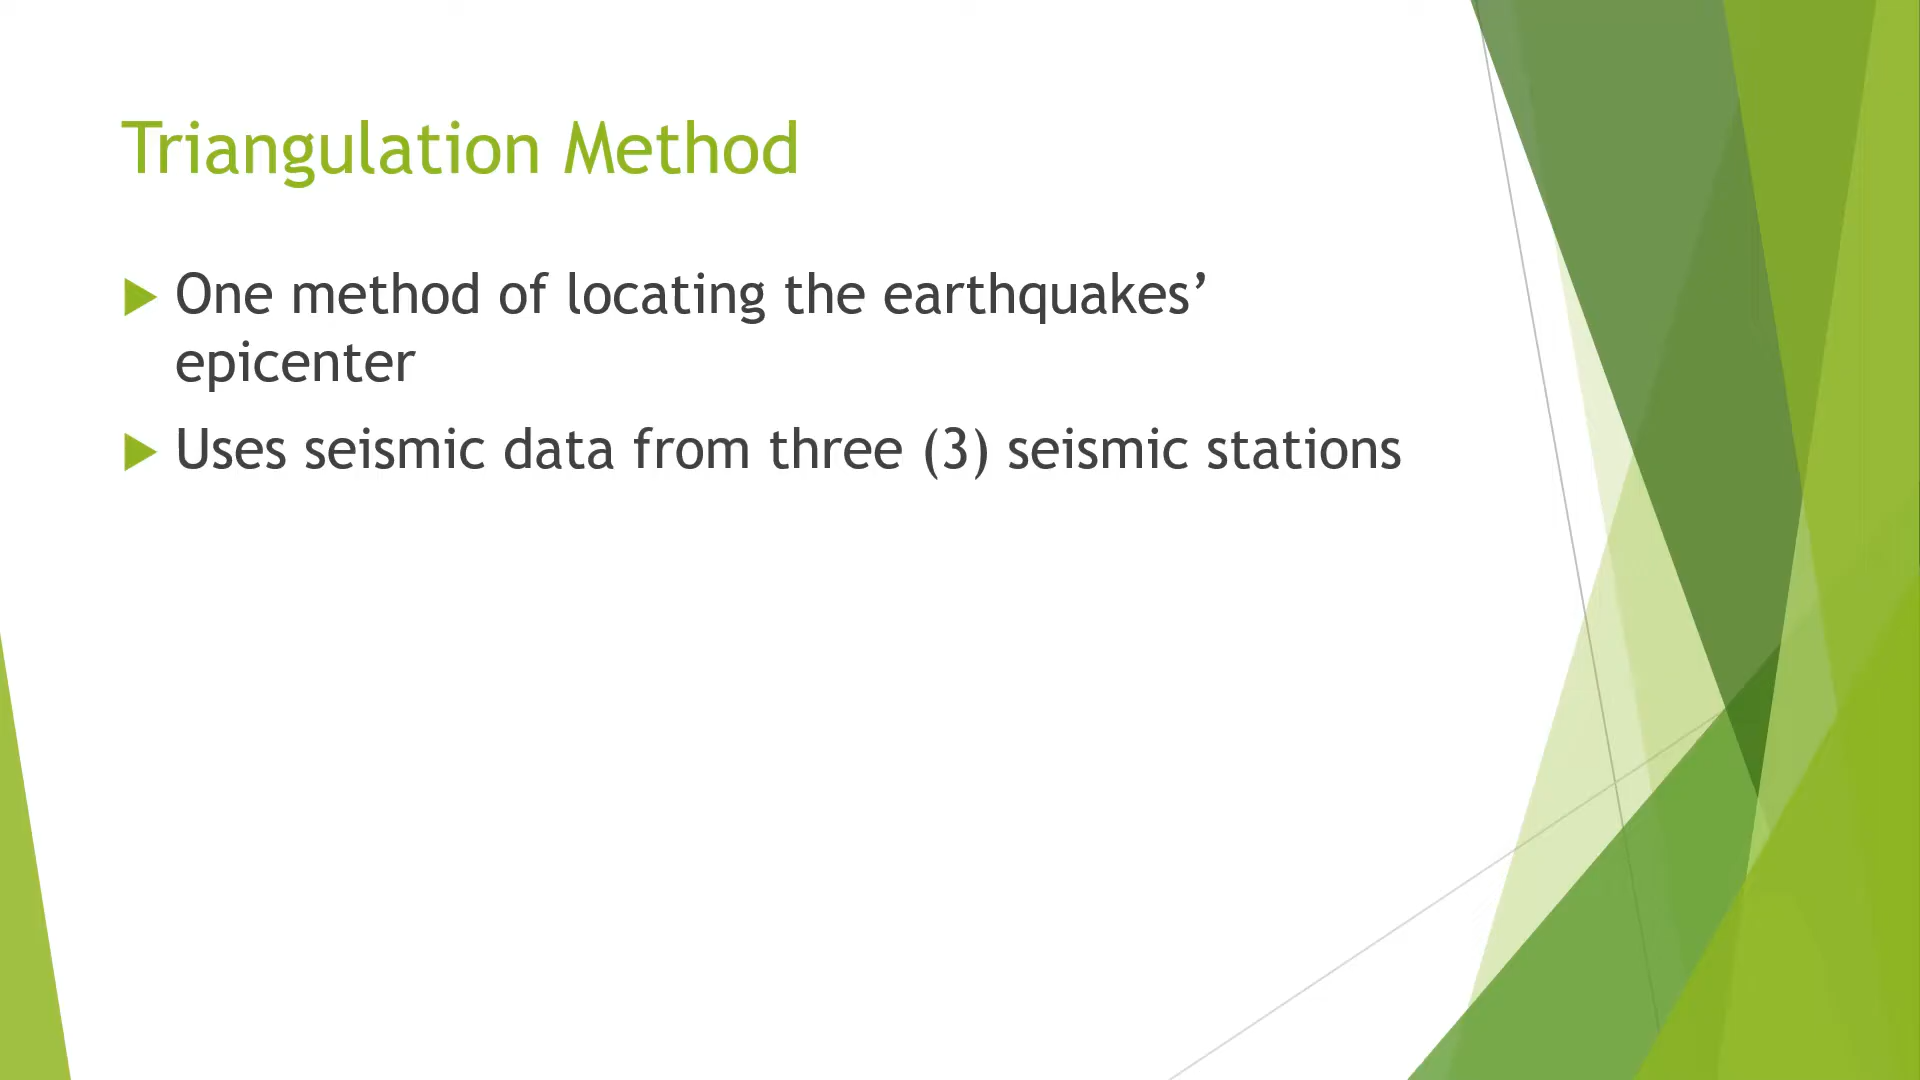 Triangulation Method
One method of locating the earthquakes’
epicenter
Uses seismic data from three (3) seismic stations